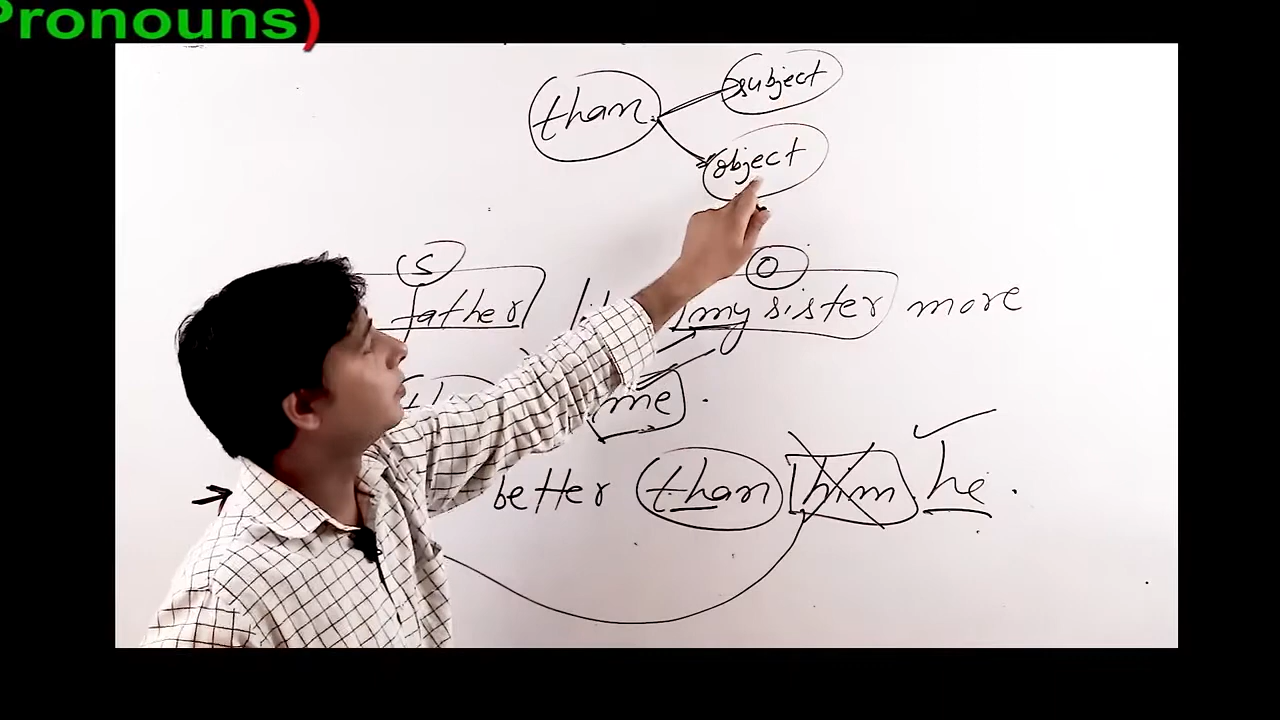 Pronouns)
than subject
object
S O
father my sister more
me.
better than him he.